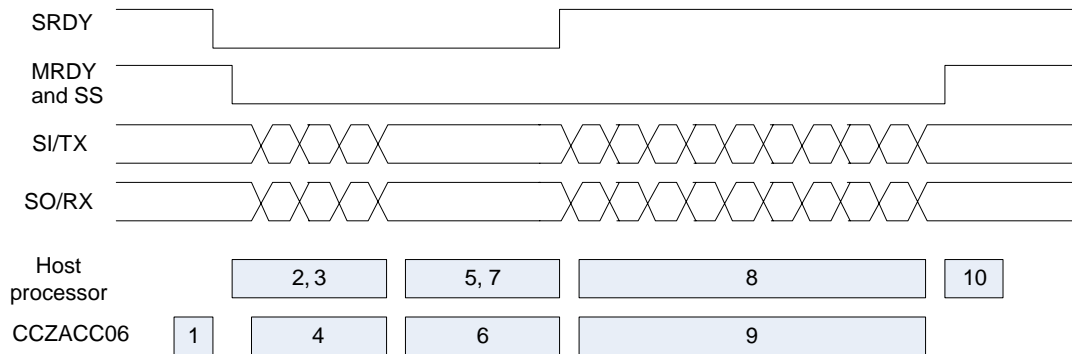 SRDY
MRDY
and SS
SI/TX
SO/RX
Host
processor
2, 3
5, 7
8
10
CCZACC06
1
4
6
9